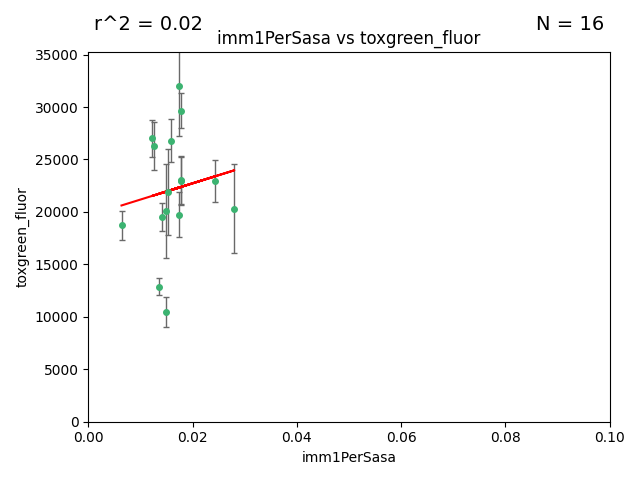 r^2 = 0.02
N = 16
imm1PerSasa vs toxgreen_fluor
35000
30000
25000
20000
15000
10000
5000
0
toxgreen_fluor
0.00
0.02
0.04
0.06
0.08
0.10
imm1PerSasa